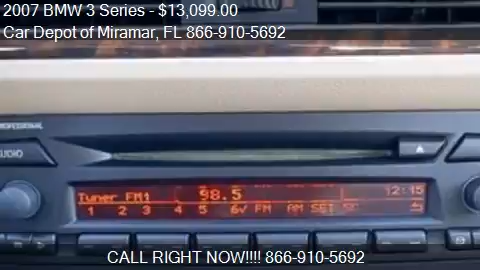 2007 BMW 3 Series - $13,099.00
Car Depot of Miramar, FL 866-910-5692
PROFESSIONAL
AUDIO
Tuner FM1 98.5 12:15
1 2 3 4 5 6 FM AM SET
CALL RIGHT NOW!!!! 866-910-5692